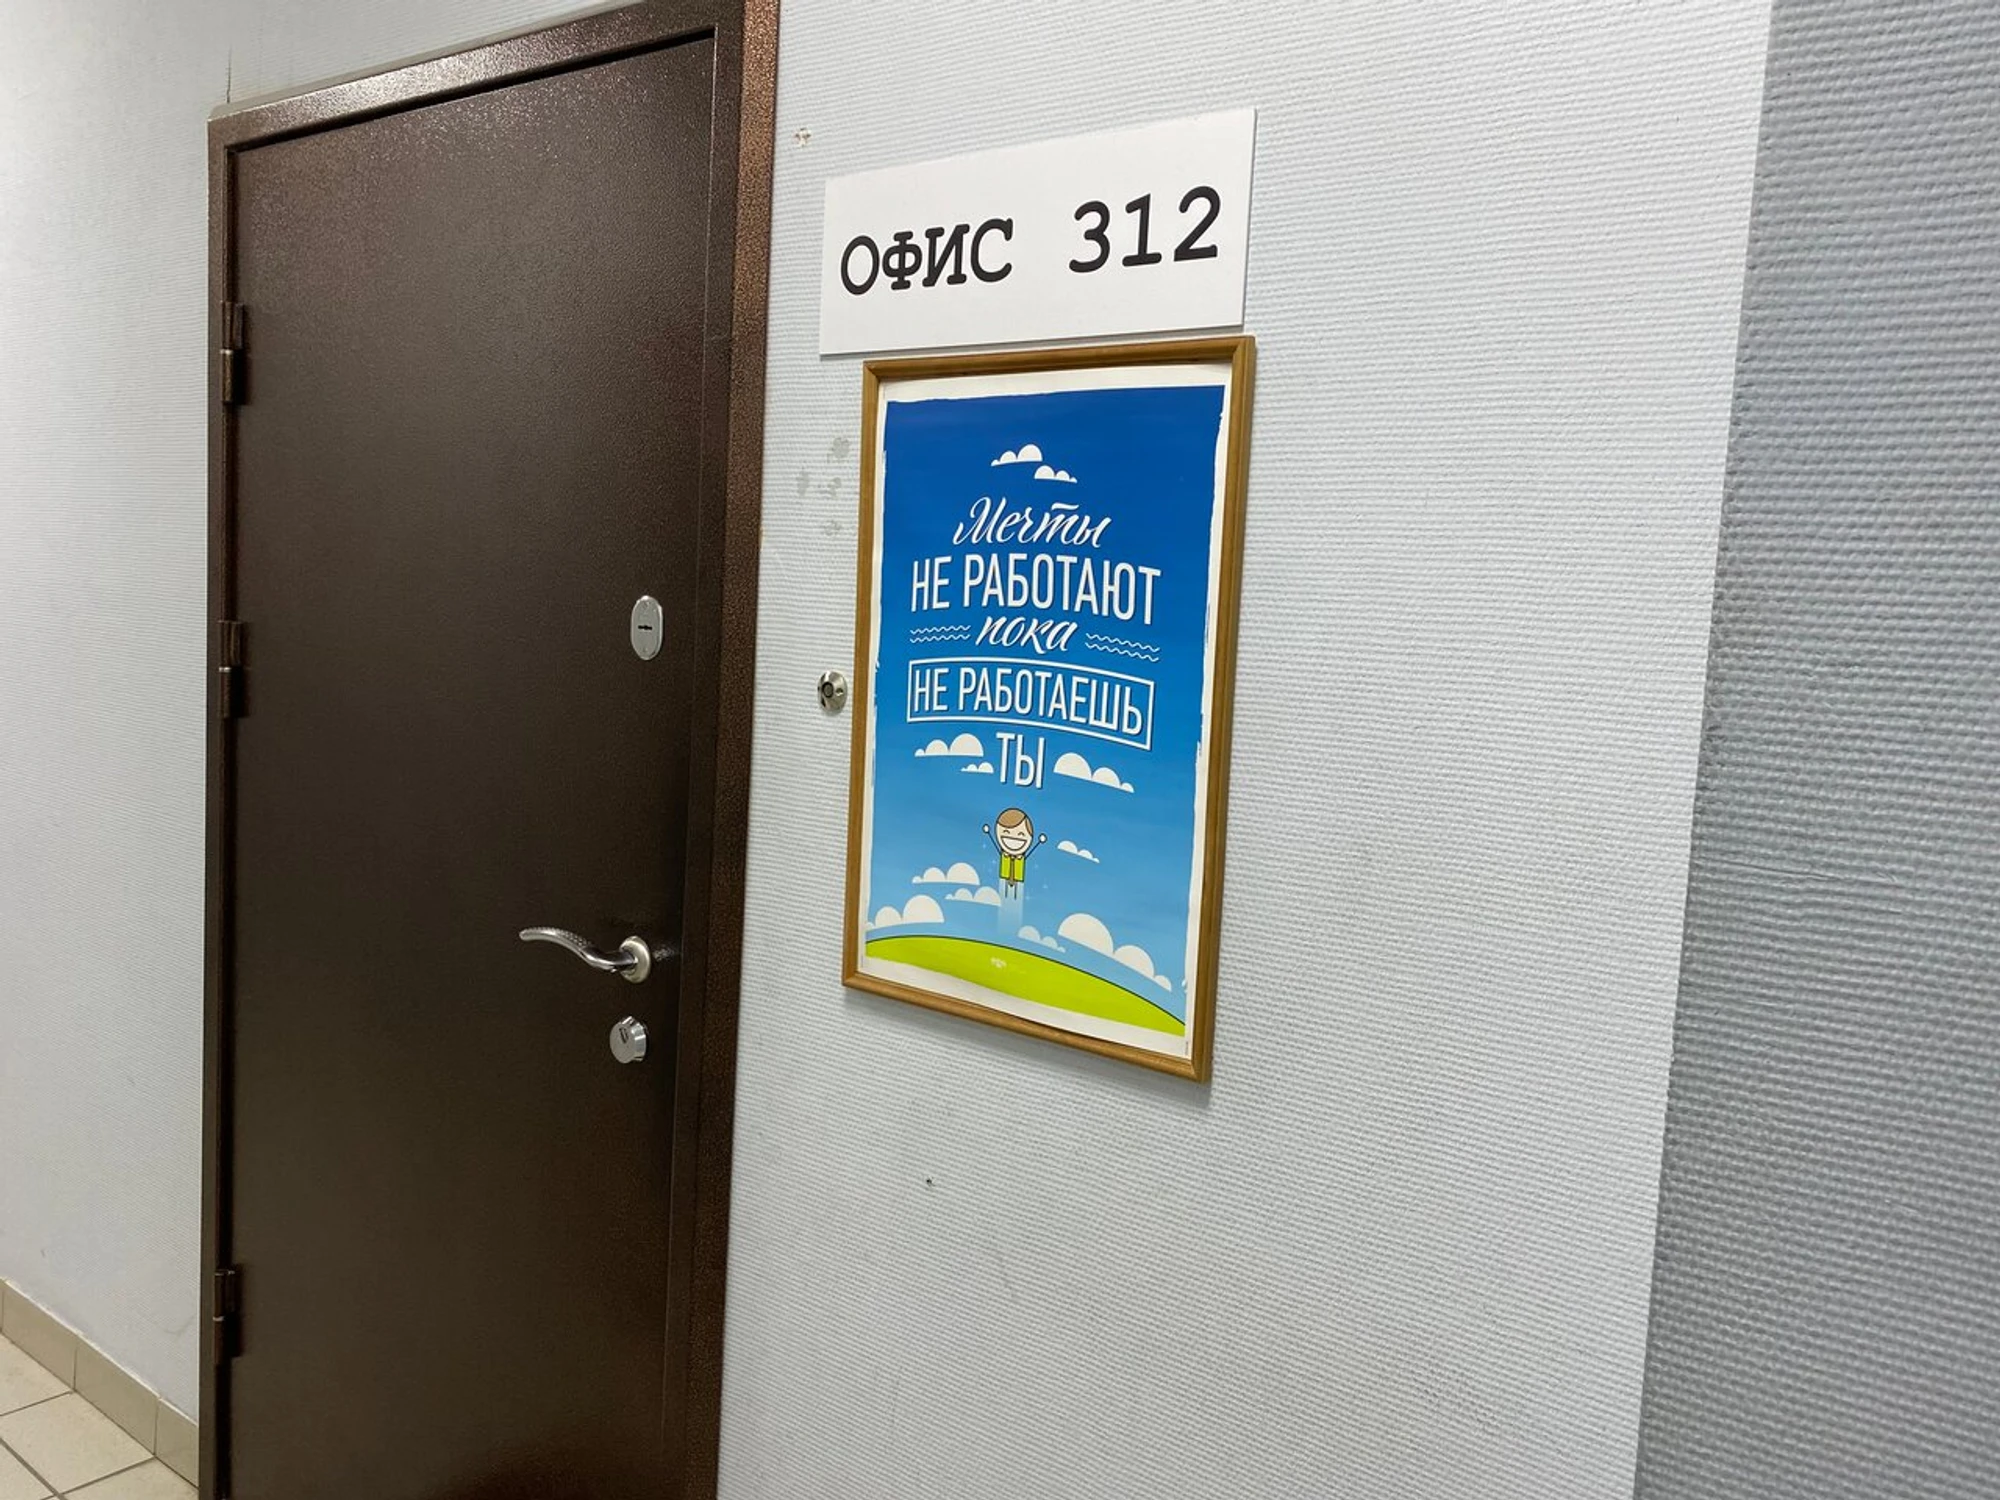 ОФИС 312
Мечты
НЕ РАБОТАЮТ
пока
НЕ РАБОТАЕШЬ
ТЫ